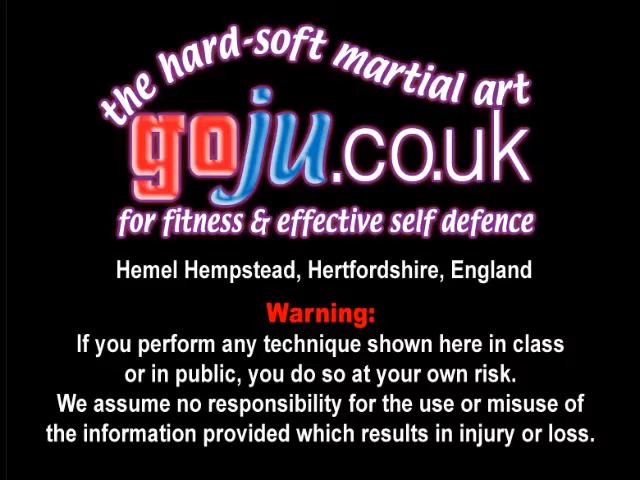 the hard-soft martial art
goju.co.uk
for fitness & effective self defence
Hemel Hempstead, Hertfordshire, England
Warning:
If you perform any technique shown here in class
or in public, you do so at your own risk.
We assume no responsibility for the use or misuse of
the information provided which results in injury or loss.